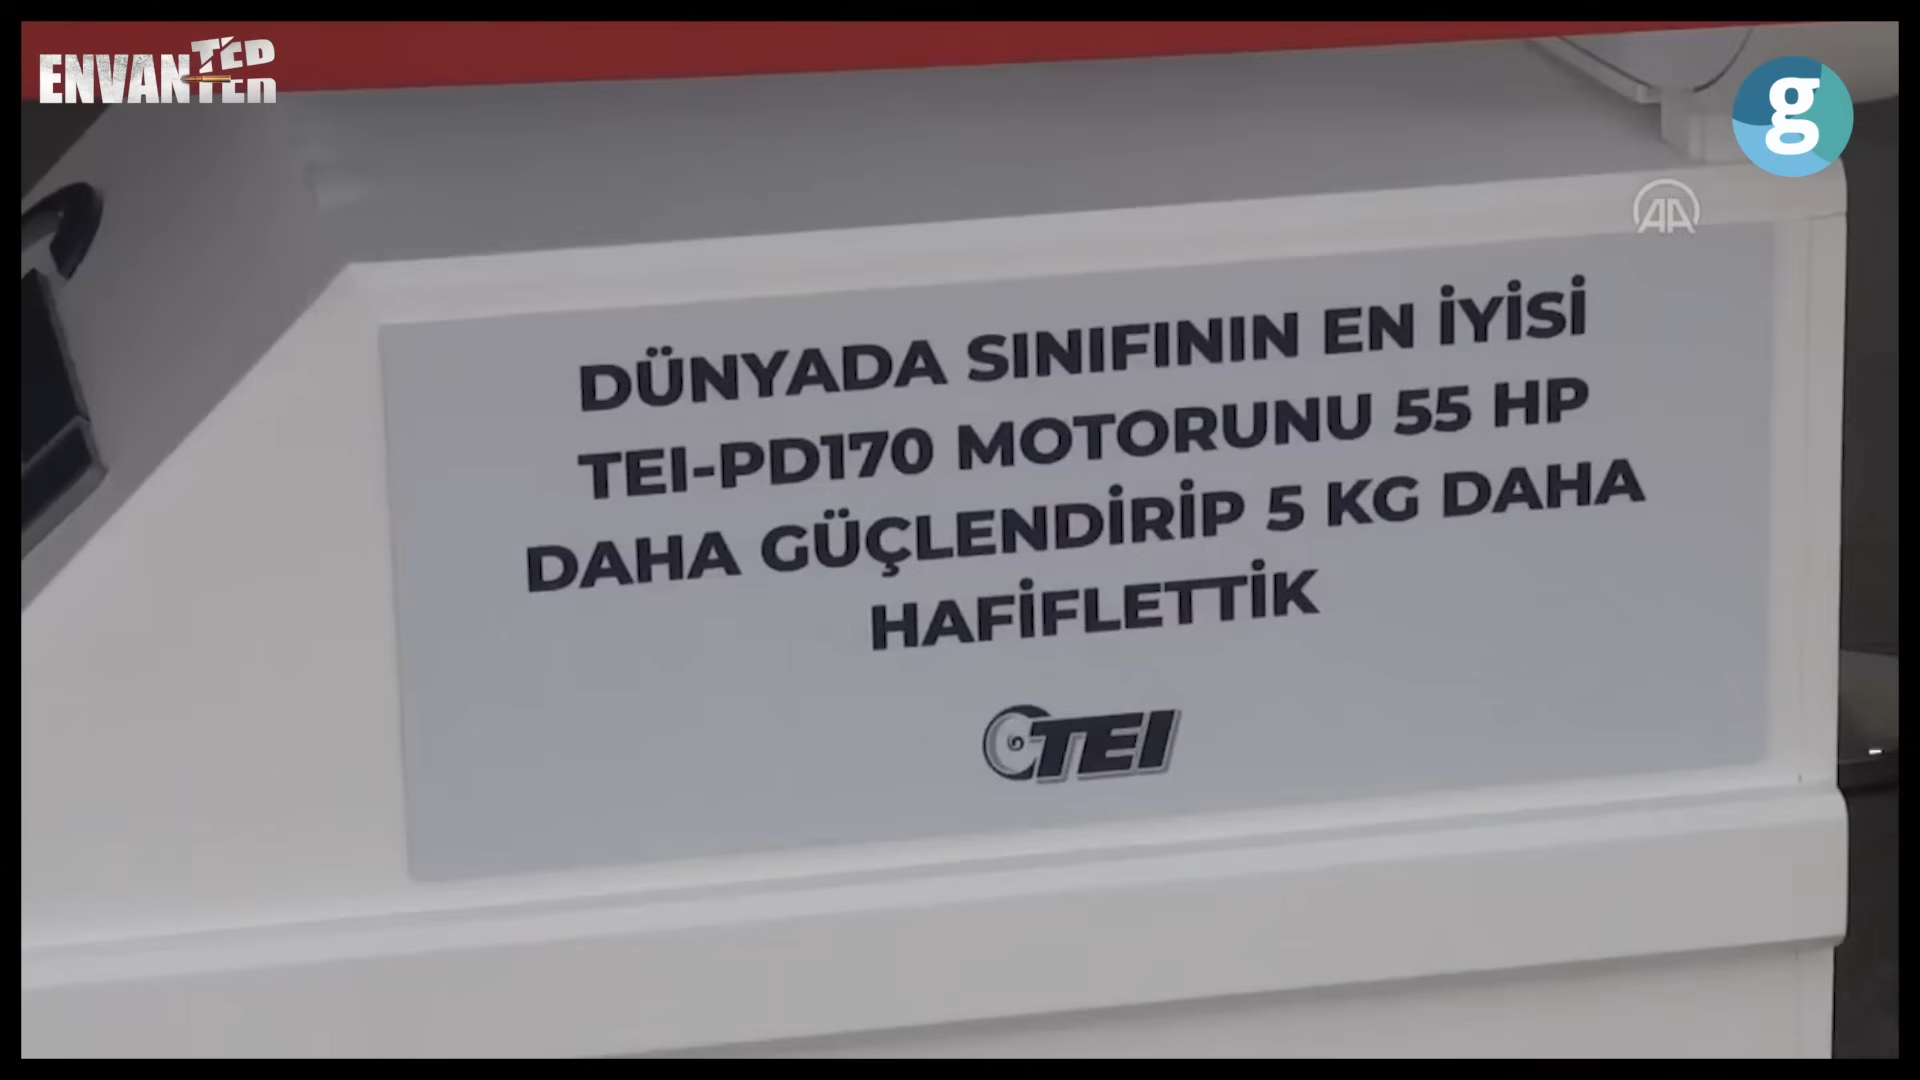 ENVANTER
g
AA
DÜNYADA SINIFININ EN İYİSİ
TEI-PD170 MOTORUNU 55 HP
DAHA GÜÇLENDİRİP 5 KG DAHA
HAFİFLETTİK
TEI